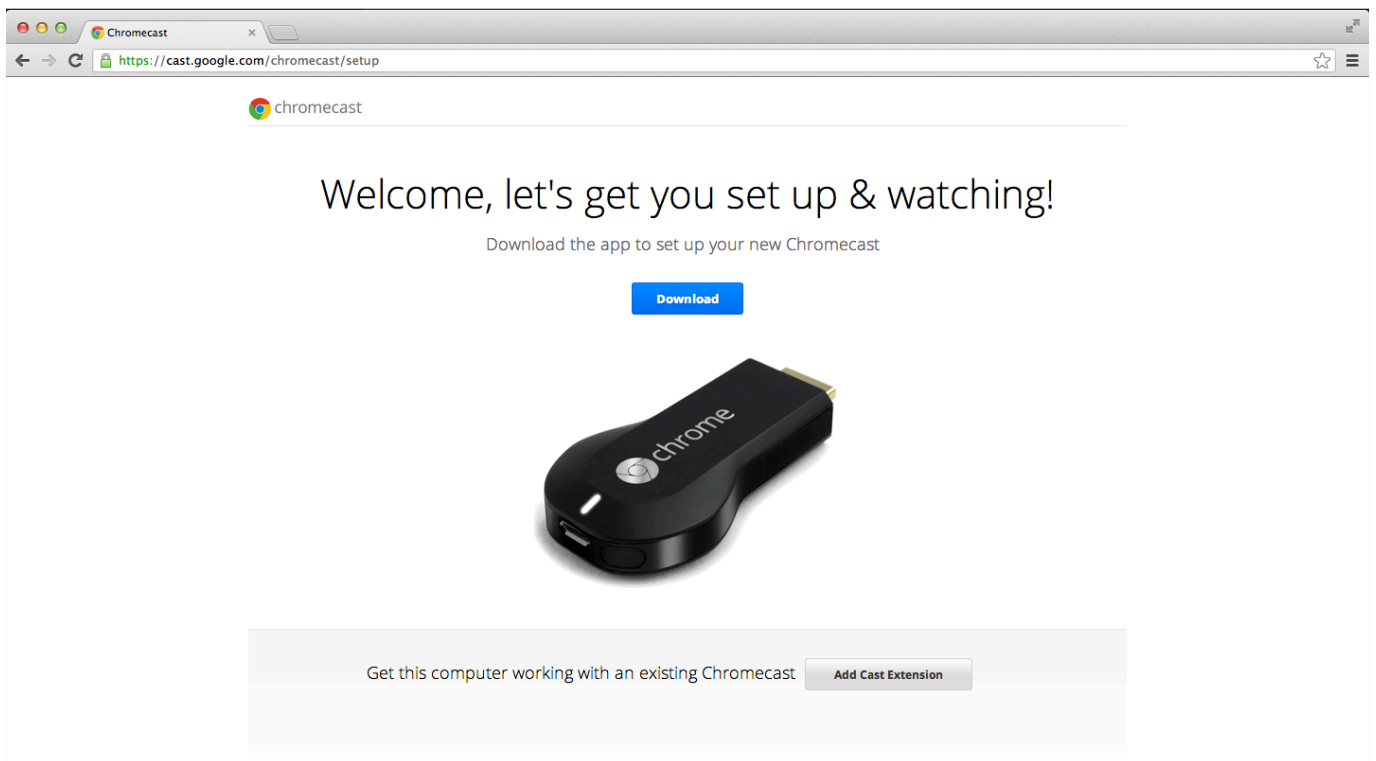 Chromecast
https://cast.google.com/chromecast/setup
chromecast
Welcome, let's get you set up & watching!
Download the app to set up your new Chromecast
Download
chrome
Get this computer working with an existing Chromecast Add Cast Extension